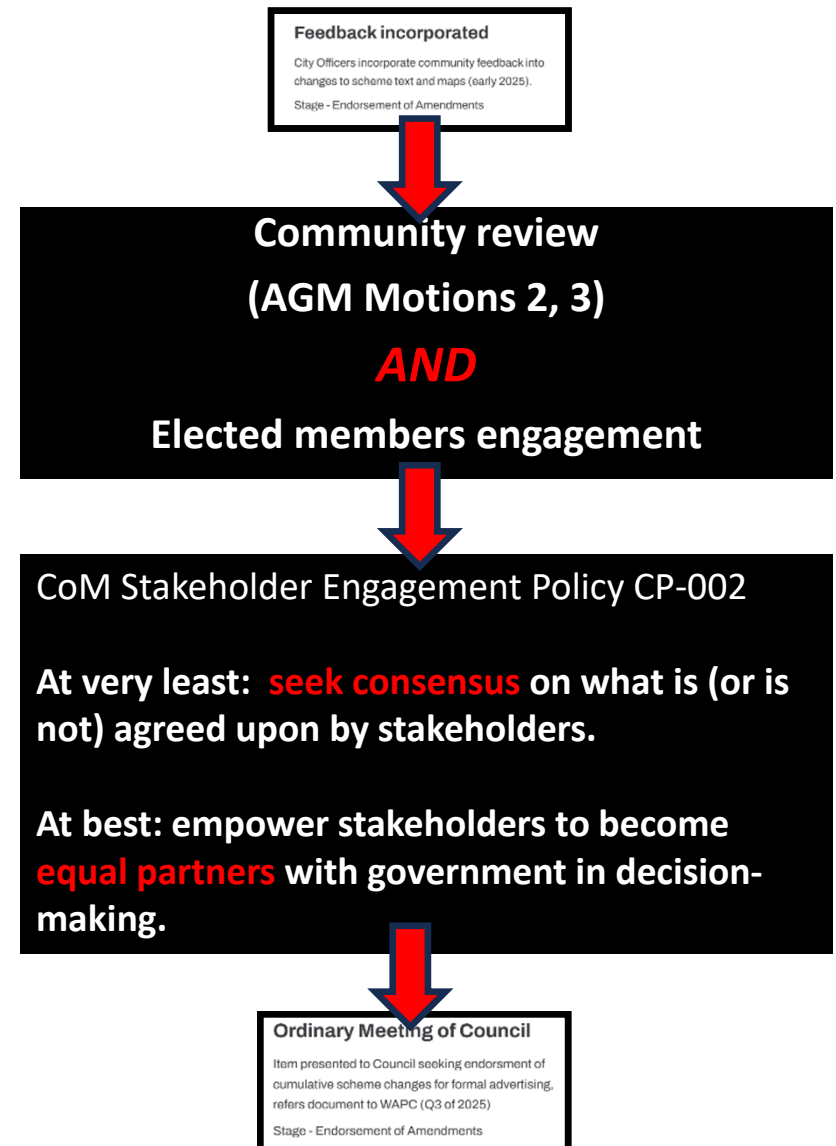 Feedback incorporated
City Officers incorporate community feedback into
changes to scheme text and maps (early 2025).
Stage - Endorsement of Amendments
Community review
(AGM Motions 2, 3)
AND
Elected members engagement
CoM Stakeholder Engagement Policy CP-002
At very least:  seek consensus on what is (or is
not) agreed upon by stakeholders.
At best: empower stakeholders to become
equal partners with government in decision-
making.
Ordinary Meeting of Council
Item presented to Council seeking endorsment of
cumulative scheme changes for formal advertising,
refers document to WAPC (Q3 of 2025)
Stage - Endorsement of Amendments